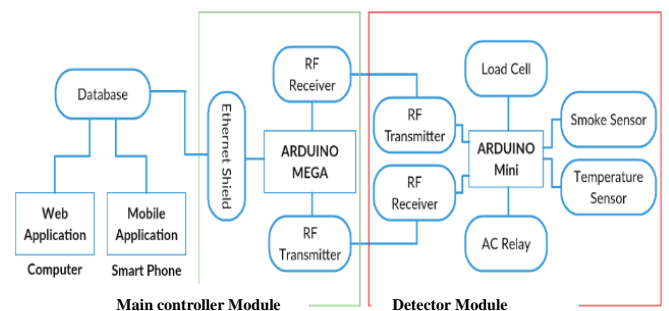 Database
Web
Application
Computer
Mobile
Application
Smart Phone
Ethernet Shield
RF
Receiver
ARDUINO
MEGA
RF
Transmitter
Main controller Module
RF
Transmitter
RF
Receiver
Load Cell
ARDUINO
Mini
AC Relay
Smoke Sensor
Temperature
Sensor
Detector Module